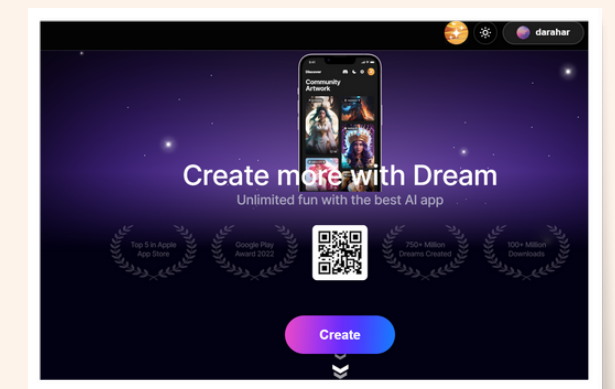 darahar
Discover
Community
Artwork
Create more with Dream
Unlimited fun with the best AI app
Top 5 in Apple
App Store
Google Play
Award 2022
750+ Million
Dreams Created
100+ Million
Downloads
Create